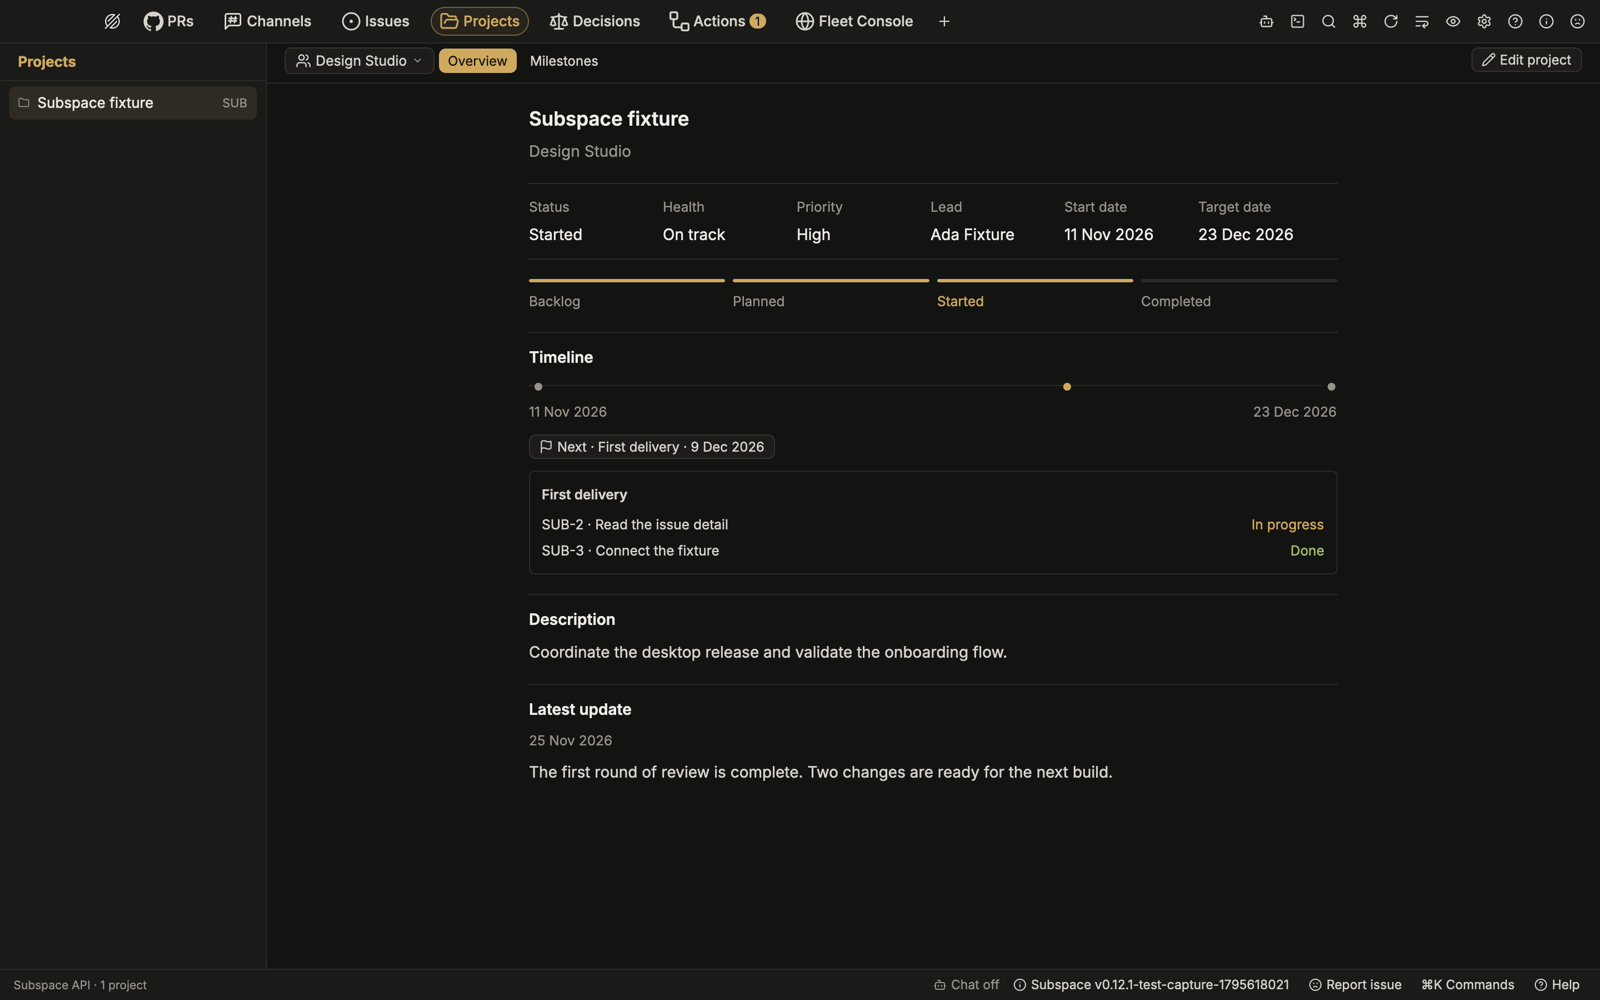 PRs Channels Issues Projects Decisions Actions 1 Fleet Console
Projects
Design Studio Overview Milestones Edit project
Subspace fixture SUB
Subspace fixture
Design Studio
Status Health Priority Lead Start date Target date
Started On track High Ada Fixture 11 Nov 2026 23 Dec 2026
Backlog Planned Started Completed
Timeline
11 Nov 2026 23 Dec 2026
Next · First delivery · 9 Dec 2026
First delivery
SUB-2 · Read the issue detail In progress
SUB-3 · Connect the fixture Done
Description
Coordinate the desktop release and validate the onboarding flow.
Latest update
25 Nov 2026
The first round of review is complete. Two changes are ready for the next build.
Subspace API · 1 project Chat off Subspace v0.12.1-test-capture-1795618021 Report issue ⌘K Commands Help